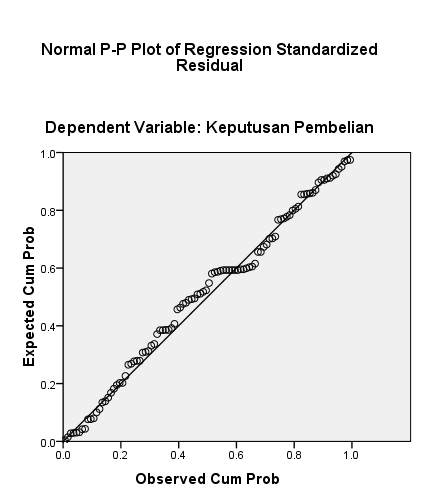 Normal P-P Plot of Regression Standardized
Residual
Dependent Variable: Keputusan Pembelian
1.0
0.8
0.6
0.4
0.2
0.0
Expected Cum Prob
0.0 0.2 0.4 0.6 0.8 1.0
Observed Cum Prob